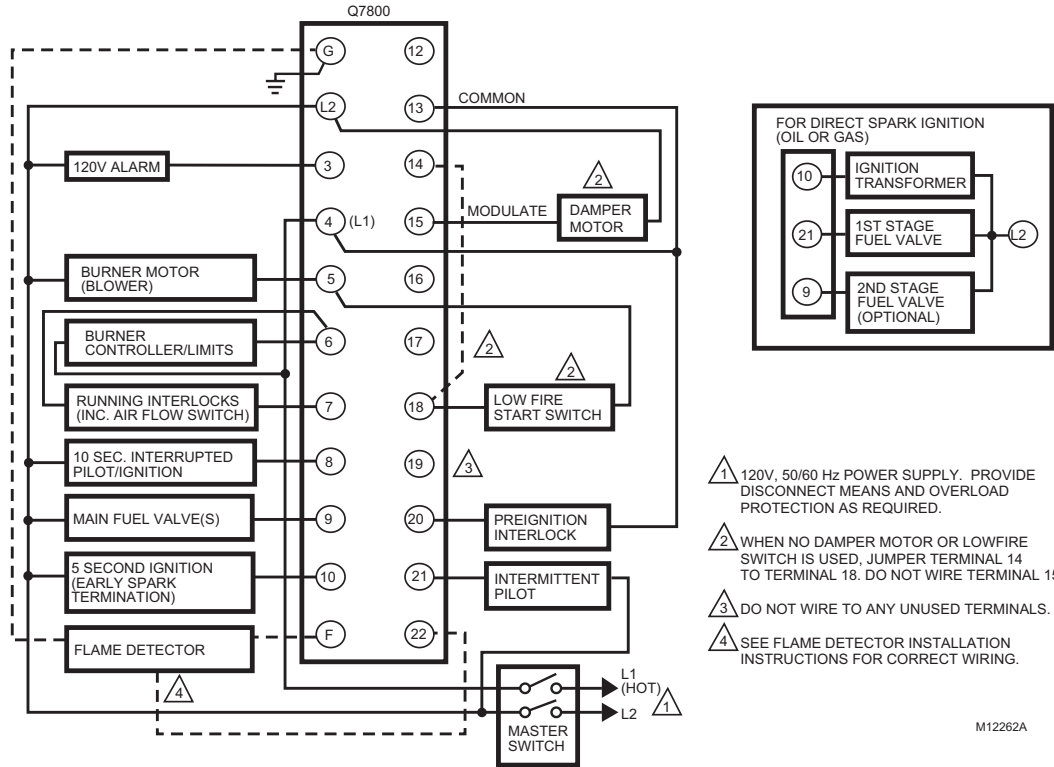 Q7800
G
12
L2
13
COMMON
120V ALARM
3
14
4
(L1)
15
MODULATE
2
DAMPER
MOTOR
BURNER MOTOR
(BLOWER)
5
16
BURNER
CONTROLLER/LIMITS
6
17
2
2
RUNNING INTERLOCKS
(INC. AIR FLOW SWITCH)
7
18
LOW FIRE
START SWITCH
10 SEC. INTERRUPTED
PILOT/IGNITION
8
19
3
MAIN FUEL VALVE(S)
9
20
PREIGNITION
INTERLOCK
5 SECOND IGNITION
(EARLY SPARK
TERMINATION)
10
21
INTERMITTENT
PILOT
FLAME DETECTOR
F
22
4
L1
(HOT)
L2
1
MASTER
SWITCH
FOR DIRECT SPARK IGNITION
(OIL OR GAS)
10
IGNITION
TRANSFORMER
21
1ST STAGE
FUEL VALVE
L2
9
2ND STAGE
FUEL VALVE
(OPTIONAL)
1 120V, 50/60 Hz POWER SUPPLY. PROVIDE
DISCONNECT MEANS AND OVERLOAD
PROTECTION AS REQUIRED.
2 WHEN NO DAMPER MOTOR OR LOWFIRE
SWITCH IS USED, JUMPER TERMINAL 14
TO TERMINAL 18. DO NOT WIRE TERMINAL 15
3 DO NOT WIRE TO ANY UNUSED TERMINALS.
4 SEE FLAME DETECTOR INSTALLATION
INSTRUCTIONS FOR CORRECT WIRING.
M12262A